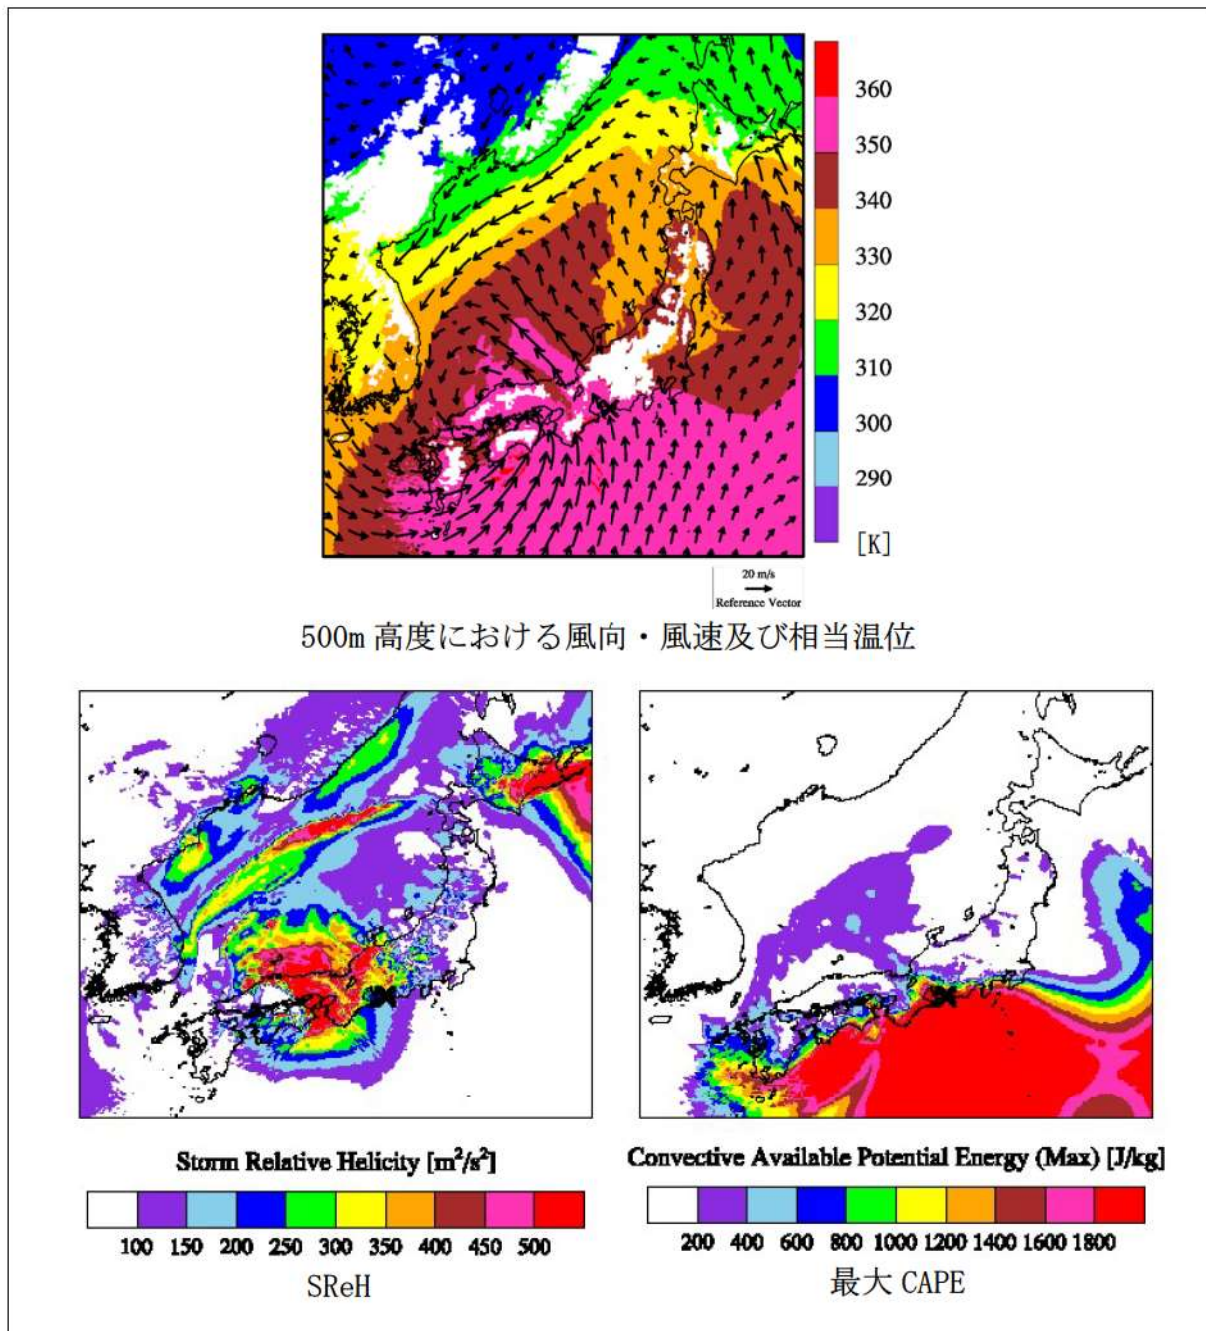 360
350
340
330
320
310
300
290
[K]
20 m/s
Reference Vector
500m 高度における風向・風速及び相当温位
Storm Relative Helicity [m²/s²]
100 150 200 250 300 350 400 450 500
SReH
Convective Available Potential Energy (Max) [J/kg]
200 400 600 800 1000 1200 1400 1600 1800
最大 CAPE